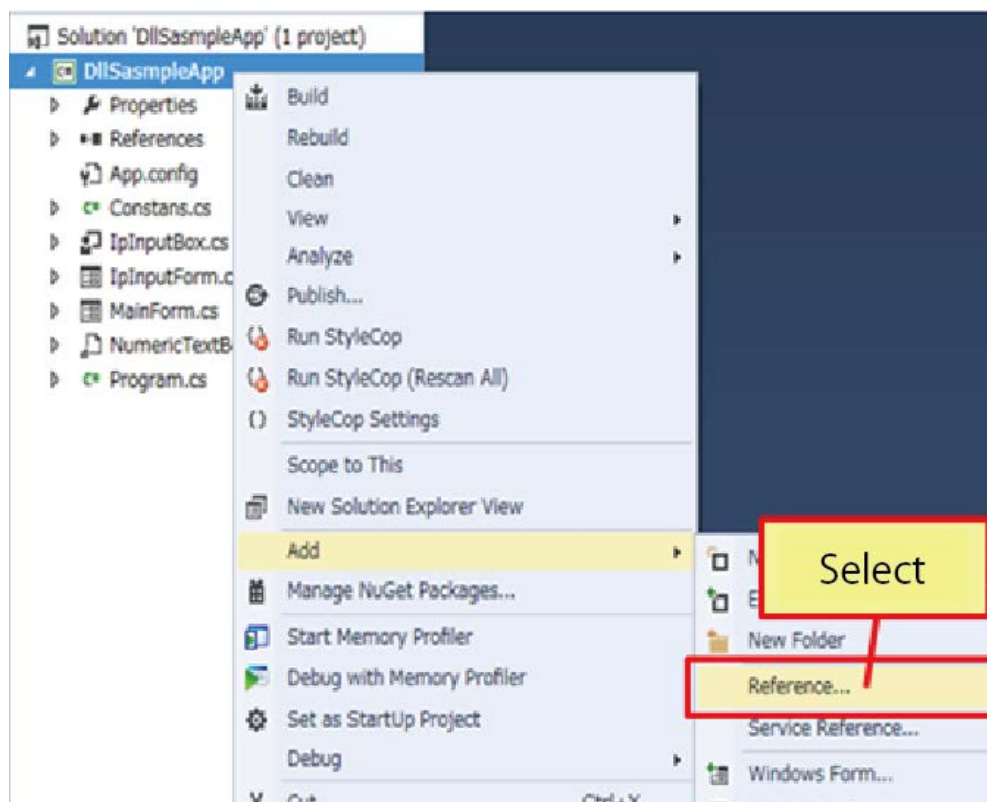 Solution 'DllSasmpleApp' (1 project)
DllSasmpleApp
Properties
References
App.config
Constans.cs
IpInputBox.cs
IpInputForm.c
MainForm.cs
NumericTextB
Program.cs
Build
Rebuild
Clean
View
Analyze
Publish...
Run StyleCop
Run StyleCop (Rescan All)
StyleCop Settings
Scope to This
New Solution Explorer View
Add
Manage NuGet Packages...
Start Memory Profiler
Debug with Memory Profiler
Set as StartUp Project
Debug
Select
New Folder
Reference...
Service Reference...
Windows Form...